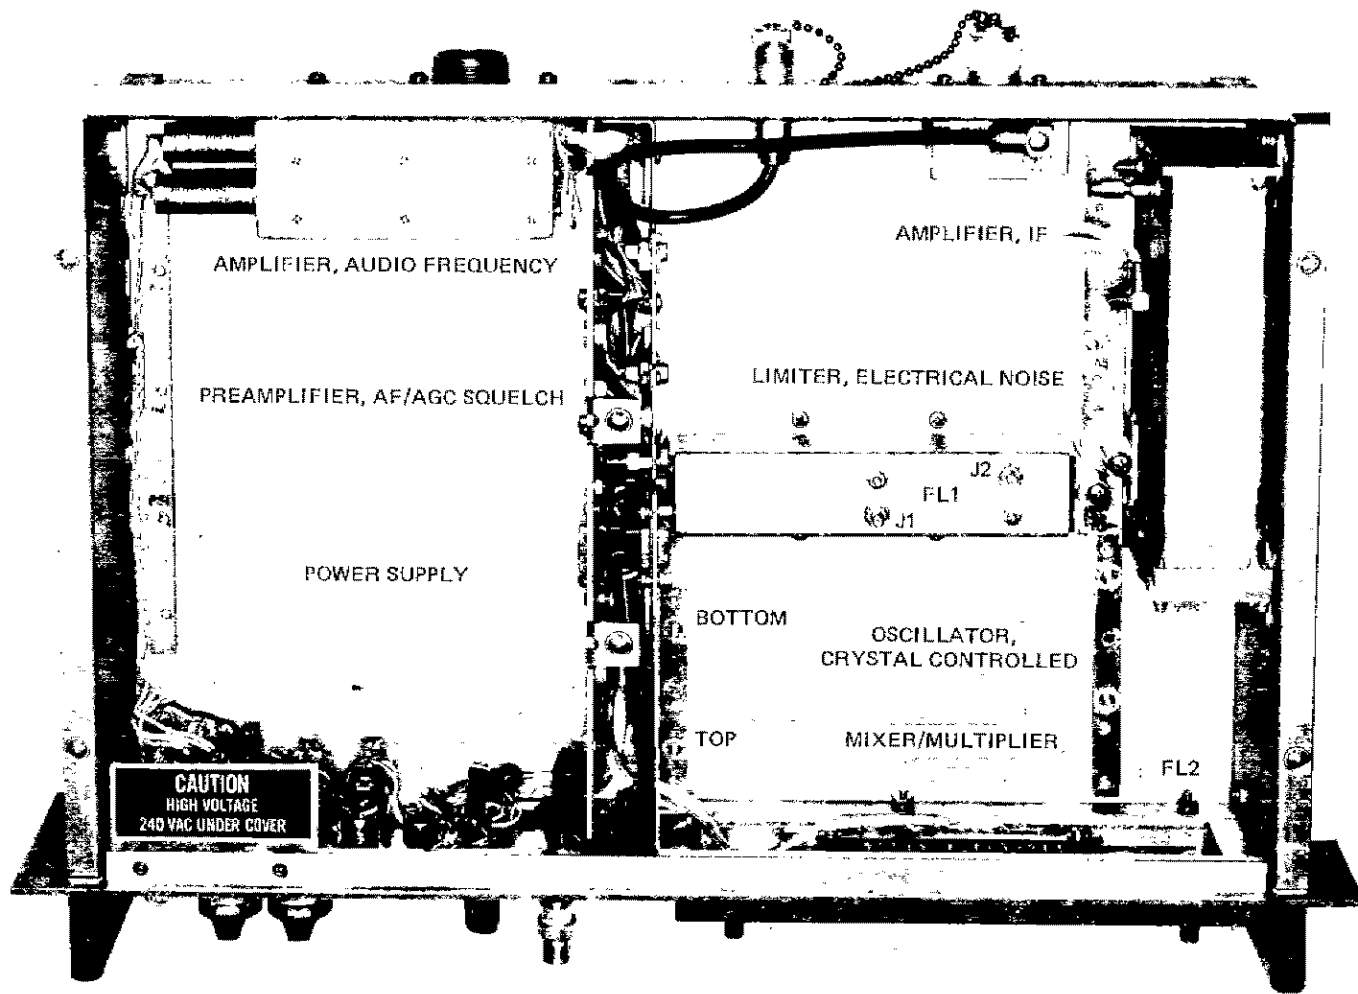 AMPLIFIER, AUDIO FREQUENCY
PREAMPLIFIER, AF/AGC SQUELCH
POWER SUPPLY
CAUTION
HIGH VOLTAGE
240 VAC UNDER COVER
AMPLIFIER, IF
LIMITER, ELECTRICAL NOISE
J2
FL1
J1
BOTTOM
OSCILLATOR,
CRYSTAL CONTROLLED
TOP
MIXER/MULTIPLIER
FL2